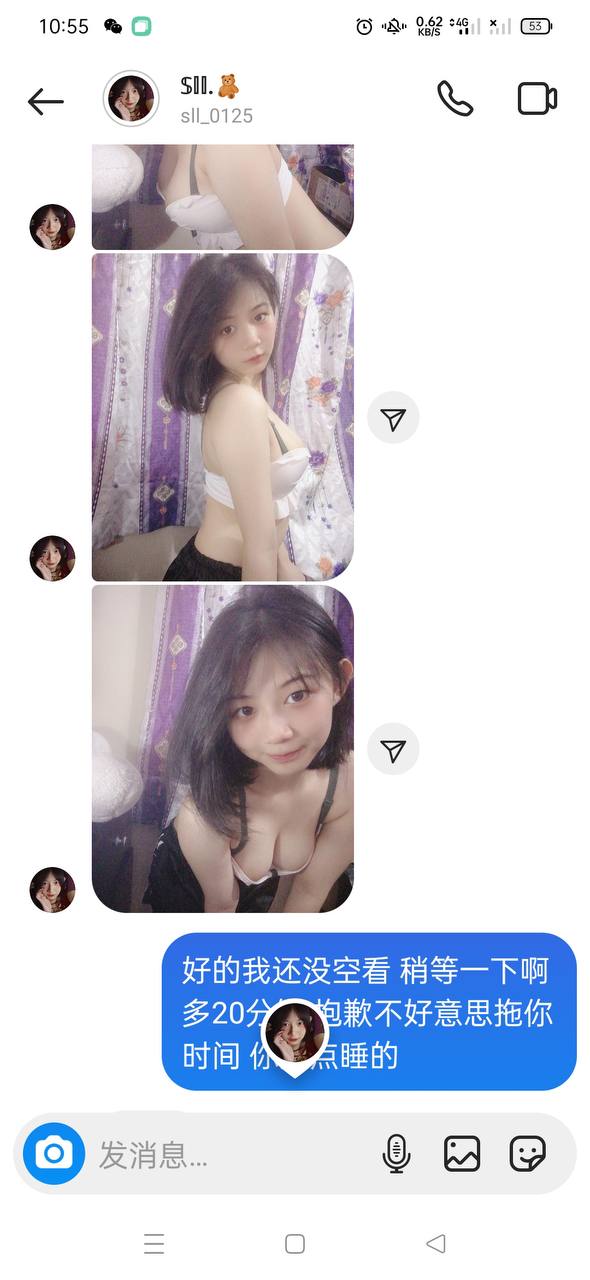 10:55
0.62
KB/S
4G
53
sll.
sll_0125
好的我还没空看 稍等一下啊
多20分 抱歉不好意思拖你
时间 你 点睡的
发消息...